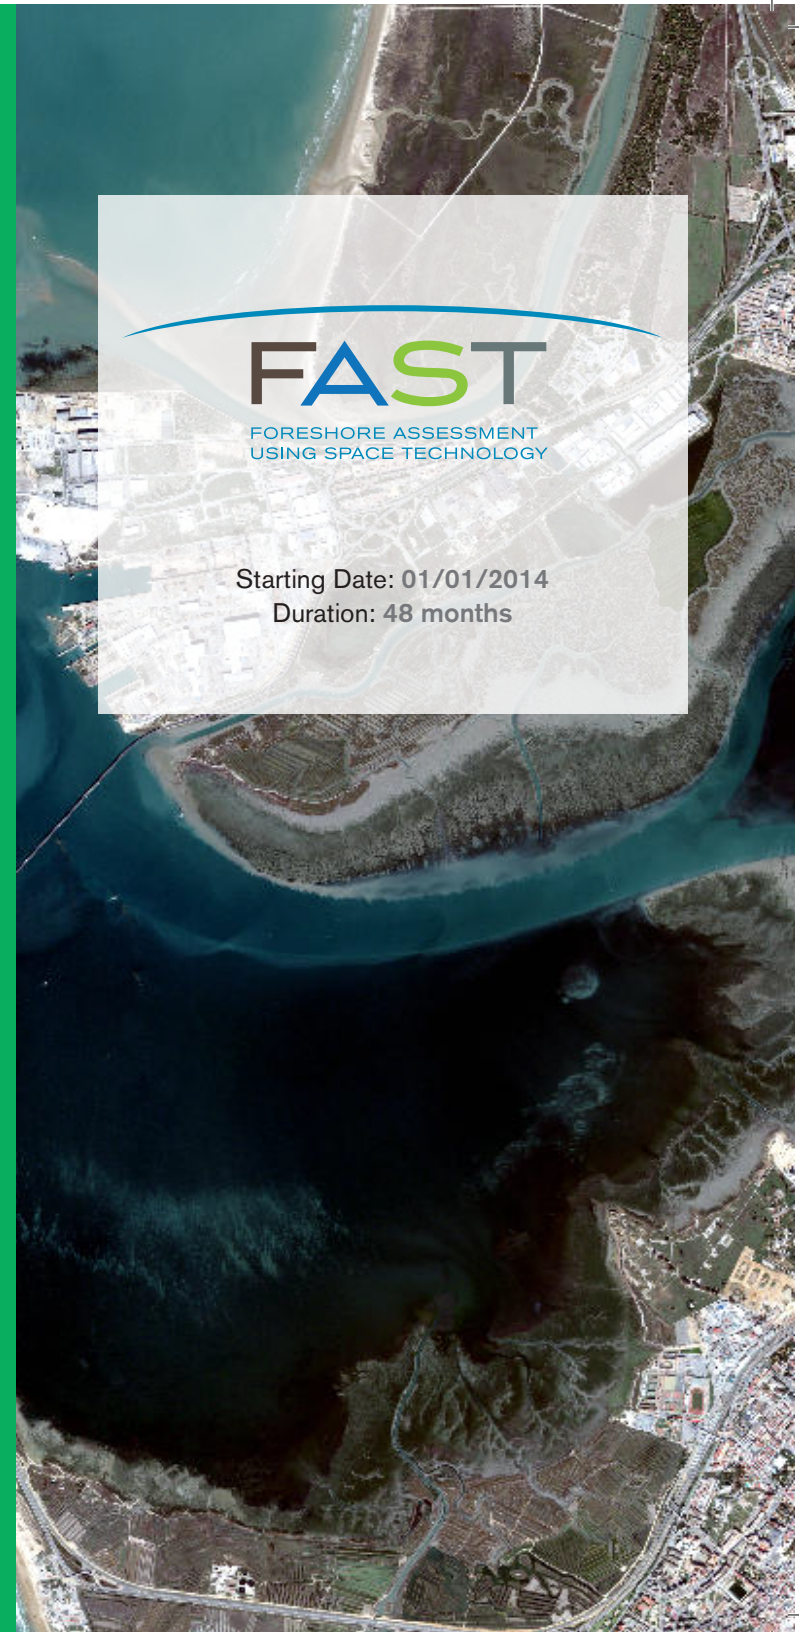 FAST
FORESHORE ASSESSMENT
USING SPACE TECHNOLOGY
Starting Date: 01/01/2014
Duration: 48 months